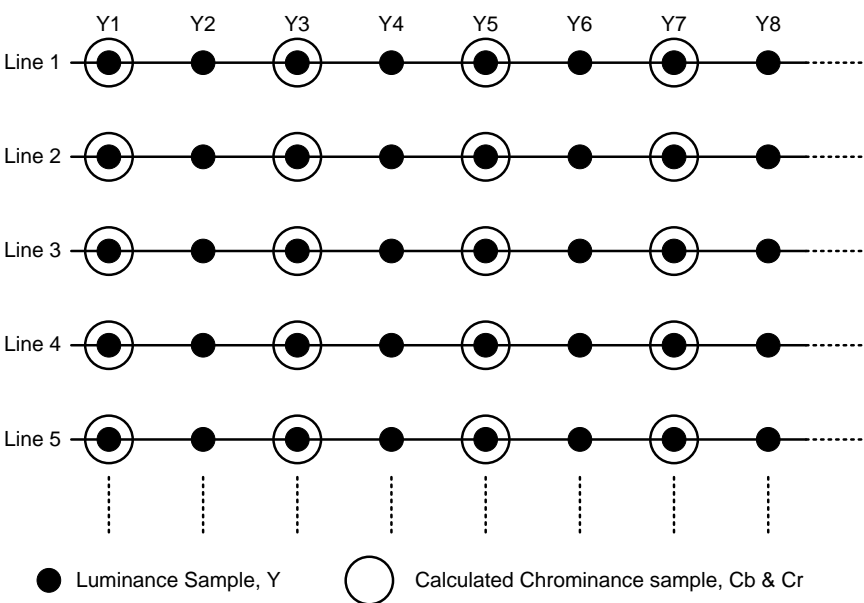 Y1 Y2 Y3 Y4 Y5 Y6 Y7 Y8
Line 1
Line 2
Line 3
Line 4
Line 5
Luminance Sample, Y Calculated Chrominance sample, Cb & Cr